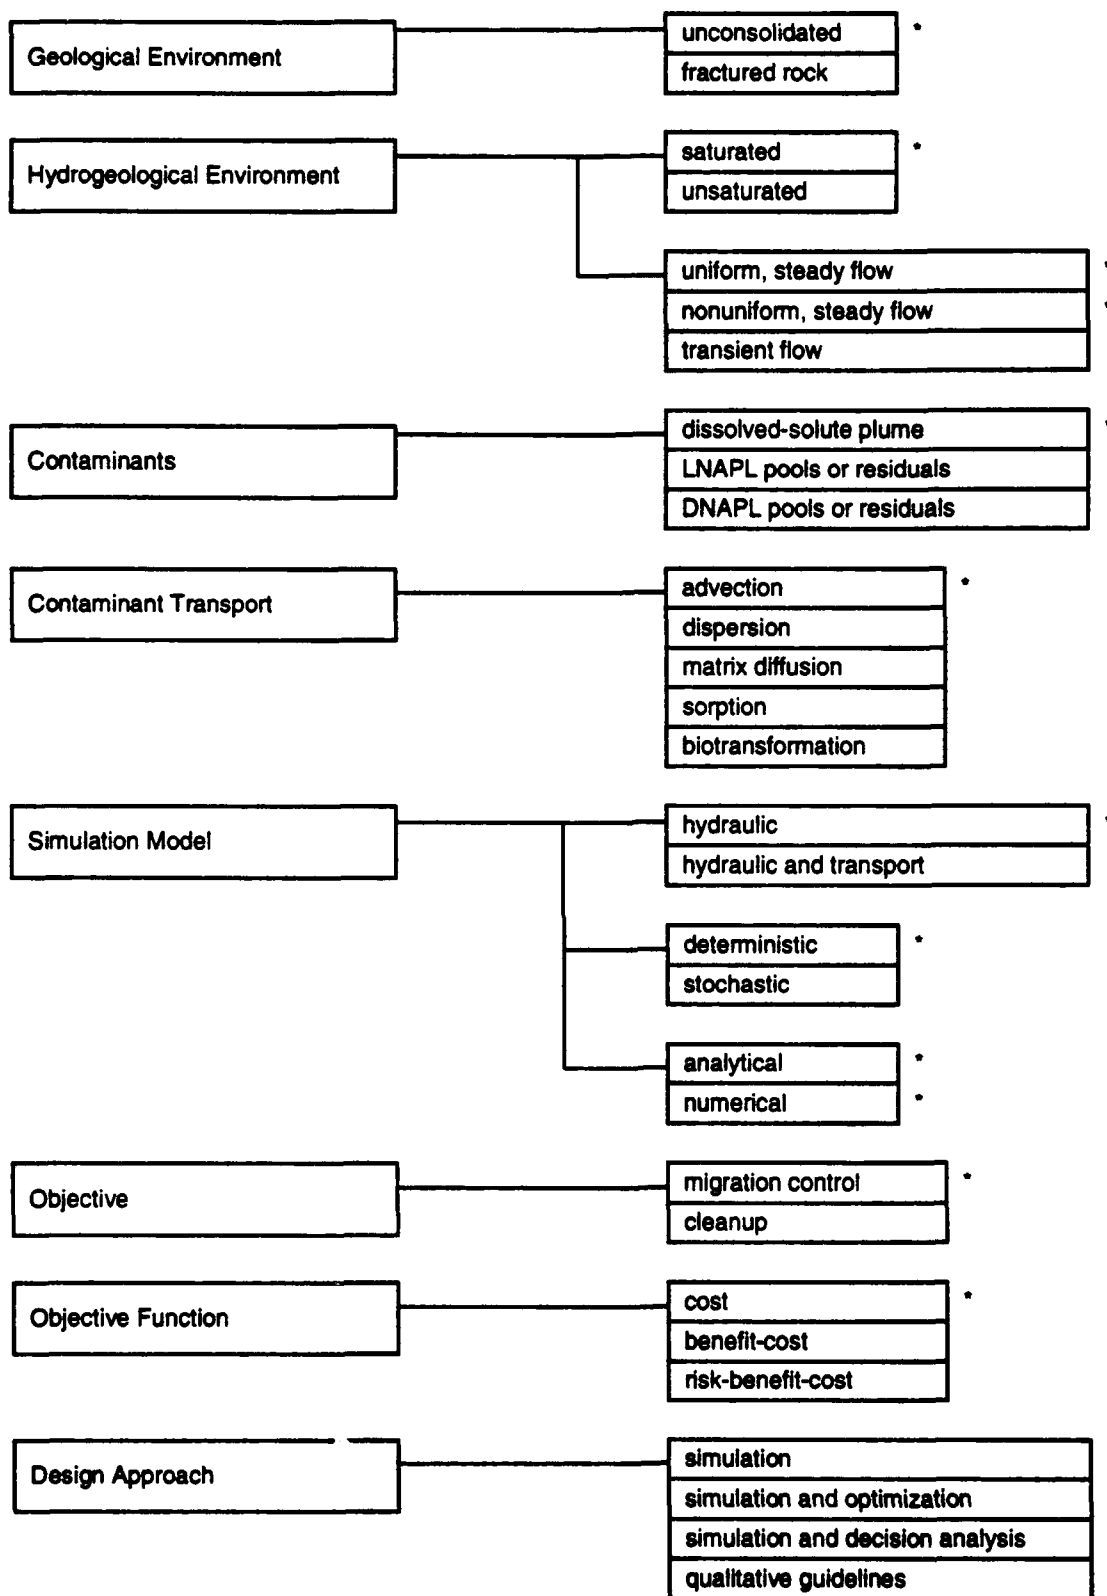 Geological Environment
unconsolidated *
fractured rock
Hydrogeological Environment
saturated *
unsaturated
uniform, steady flow *
nonuniform, steady flow *
transient flow
Contaminants
dissolved-solute plume *
LNAPL pools or residuals
DNAPL pools or residuals
Contaminant Transport
advection *
dispersion
matrix diffusion
sorption
biotransformation
Simulation Model
hydraulic *
hydraulic and transport
deterministic *
stochastic
analytical *
numerical *
Objective
migration control *
cleanup
Objective Function
cost *
benefit-cost
risk-benefit-cost
Design Approach
simulation
simulation and optimization
simulation and decision analysis
qualitative guidelines